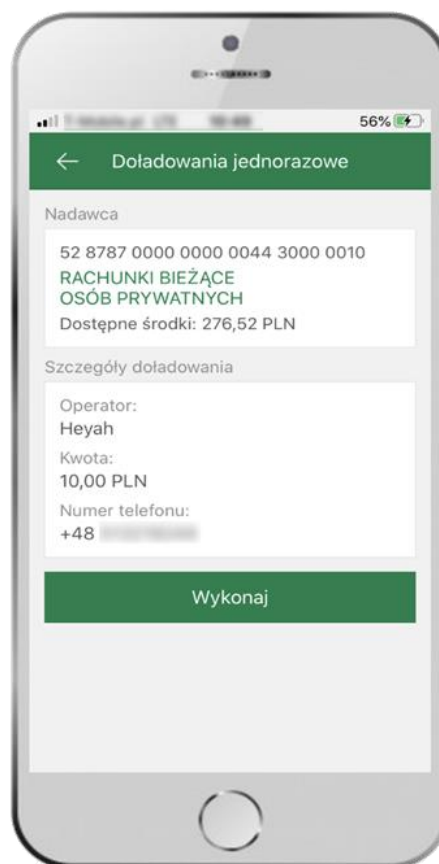 56%
Doładowania jednorazowe
Nadawca
52 8787 0000 0000 0044 3000 0010
RACHUNKI BIEŻĄCE
OSÓB PRYWATNYCH
Dostępne środki: 276,52 PLN
Szczegóły doładowania
Operator:
Heyah
Kwota:
10,00 PLN
Numer telefonu:
+48
Wykonaj